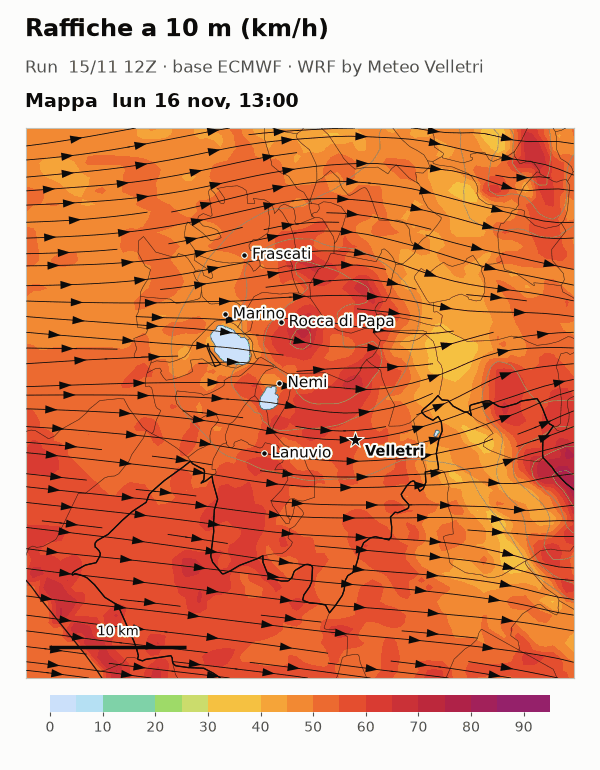 Raffiche a 10 m (km/h)
Run 15/11 12Z · base ECMWF · WRF by Meteo Velletri
Mappa lun 16 nov, 13:00
Frascati
Marino
Rocca di Papa
Nemi
Velletri
Lanuvio
10 km
0 10 20 30 40 50 60 70 80 90